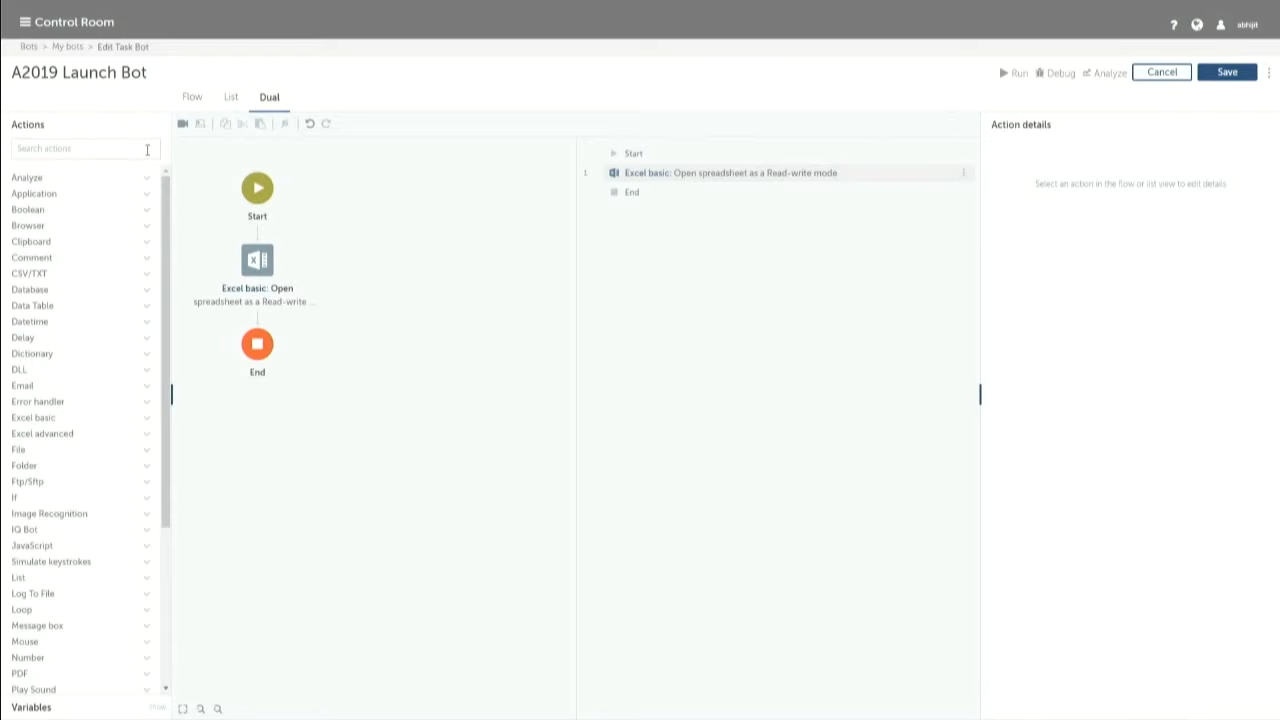 Control Room
? abhijit
Bots > My bots > Edit Task Bot
A2019 Launch Bot
Run Debug Analyze Cancel Save
Flow List Dual
Actions
Search actions
Analyze
Application
Boolean
Browser
Clipboard
Comment
CSV/TXT
Database
Data Table
Datetime
Delay
Dictionary
DLL
Email
Error handler
Excel basic
Excel advanced
File
Folder
Ftp/Sftp
If
Image Recognition
IQ Bot
JavaScript
Simulate keystrokes
List
Log To File
Loop
Message box
Mouse
Number
PDF
Play Sound
Variables
Show
Start
Excel basic: Open
spreadsheet as a Read-write ...
End
Start
1 Excel basic: Open spreadsheet as a Read-write mode
End
Action details
Select an action in the flow or list view to edit details